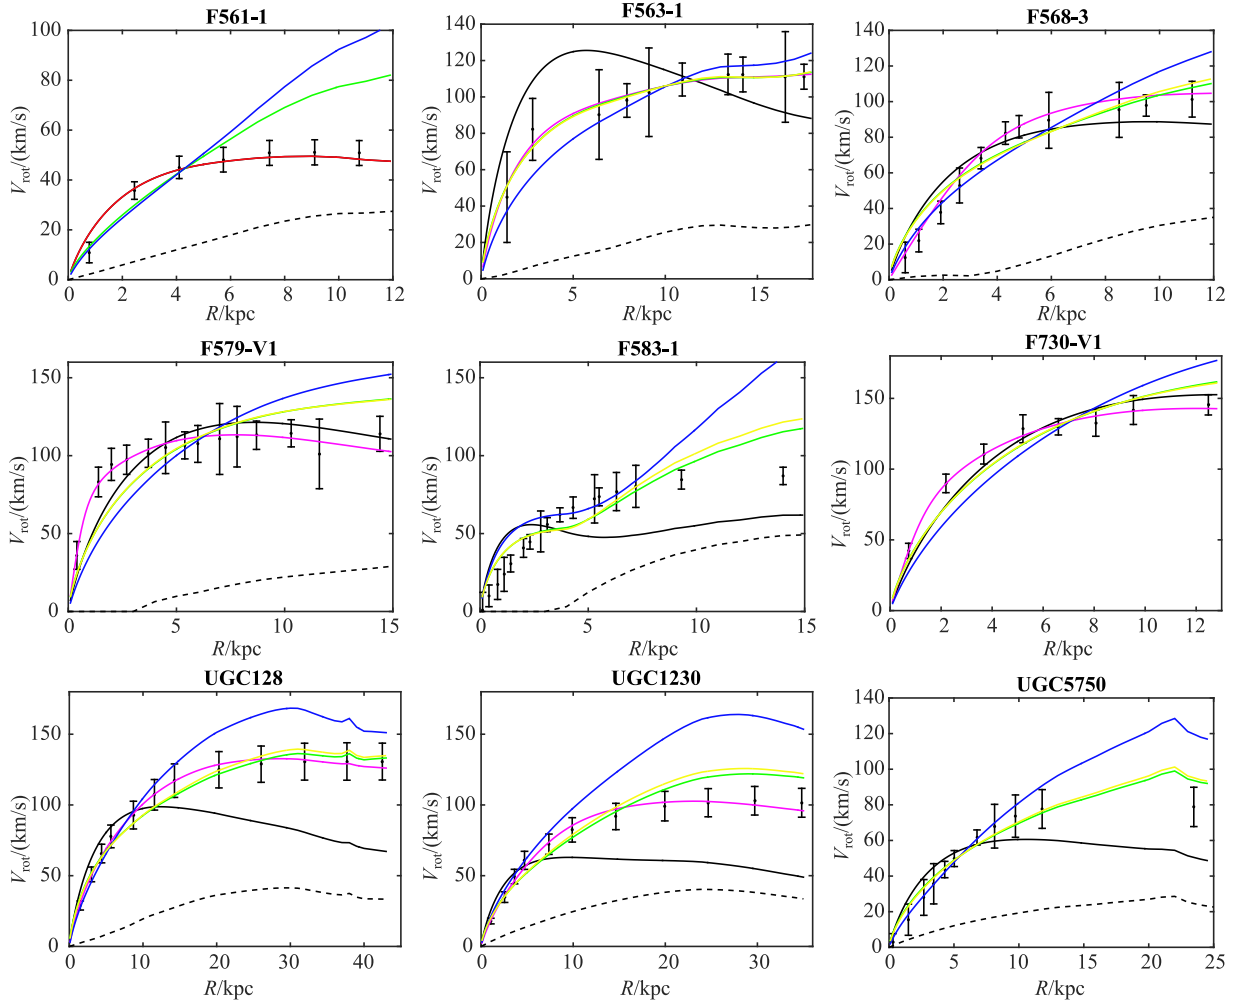 F561-1
100
80
60
40
20
0
V_rot/(km/s)
0 2 4 6 8 10 12
R/kpc
F563-1
140
120
100
80
60
40
20
0
V_rot/(km/s)
0 5 10 15
R/kpc
F568-3
140
120
100
80
60
40
20
0
V_rot/(km/s)
0 2 4 6 8 10 12
R/kpc
F579-V1
150
100
50
0
V_rot/(km/s)
0 5 10 15
R/kpc
F583-1
150
100
50
0
V_rot/(km/s)
0 5 10 15
R/kpc
F730-V1
150
100
50
0
V_rot/(km/s)
0 2 4 6 8 10 12
R/kpc
UGC128
150
100
50
0
V_rot/(km/s)
0 10 20 30 40
R/kpc
UGC1230
150
100
50
0
V_rot/(km/s)
0 10 20 30
R/kpc
UGC5750
140
120
100
80
60
40
20
0
V_rot/(km/s)
0 5 10 15 20 25
R/kpc